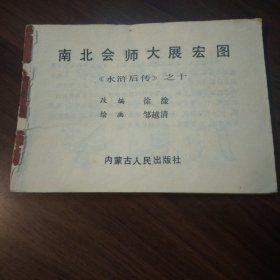 南北会师大展宏图
《水浒后传》之十
改编 徐淦
绘画 邹越清
内蒙古人民出版社